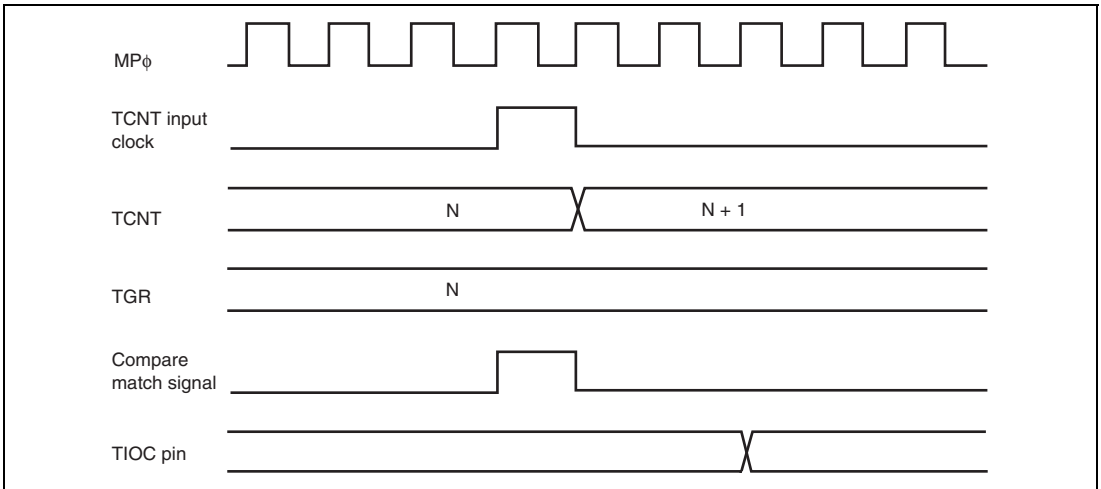 MPϕ
TCNT input
clock
TCNT
N
N + 1
TGR
N
Compare
match signal
TIOC pin